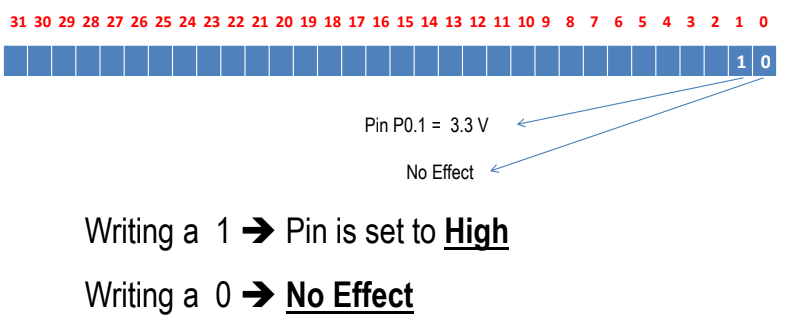 31 30 29 28 27 26 25 24 23 22 21 20 19 18 17 16 15 14 13 12 11 10 9 8 7 6 5 4 3 2 1 0
1 0
Pin P0.1 = 3.3 V
No Effect
Writing a 1 ➔ Pin is set to High
Writing a 0 ➔ No Effect